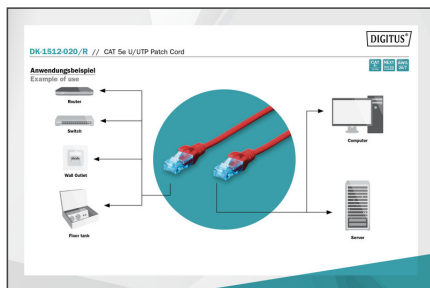 DIGITUS®
DK-1512-020/R // CAT 5e U/UTP Patch Cord
Anwendungsbeispiel
Example of use
Router
Switch
Wall Outlet
Floor tank
Computer
Server